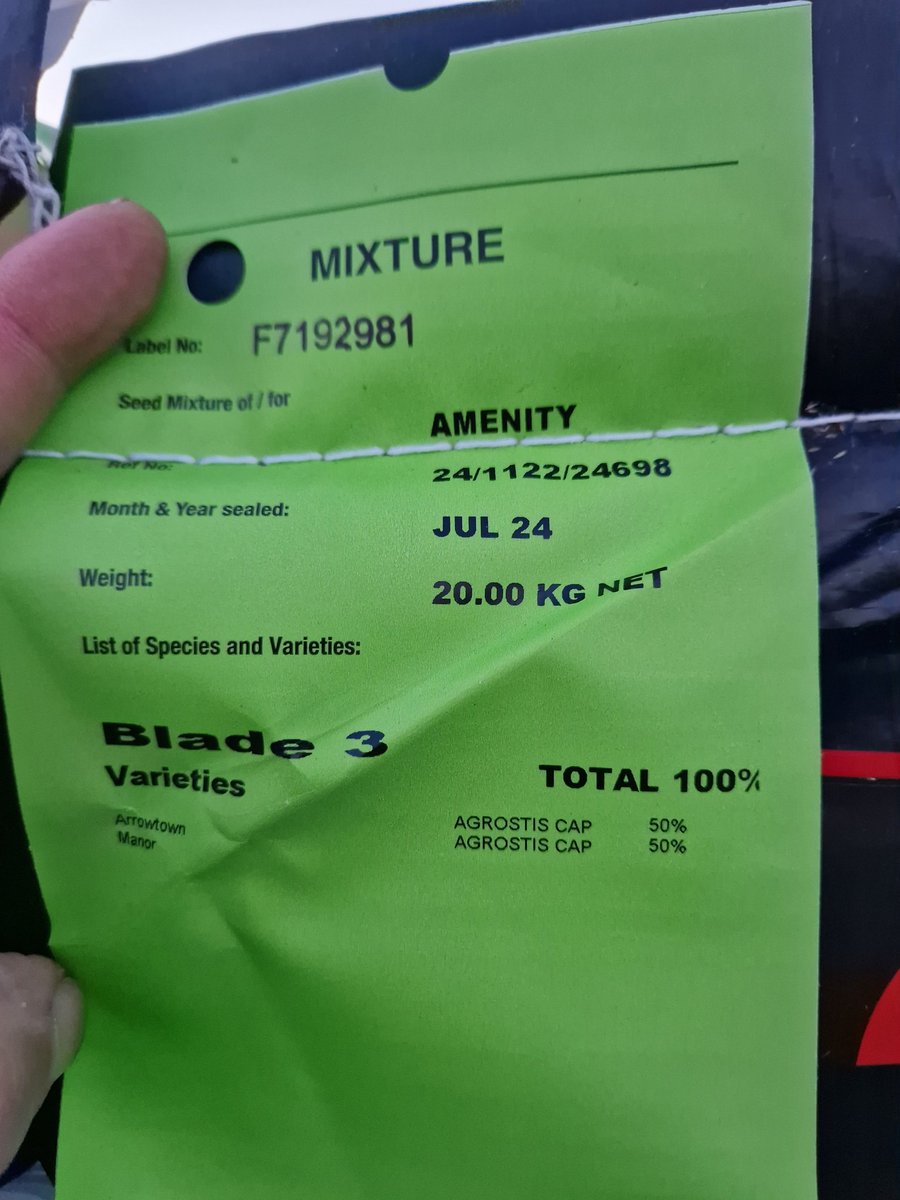 MIXTURE
Label No: F7192981
Seed Mixture of / for
AMENITY
Ref No: 24/1122/24698
Month & Year sealed: JUL 24
Weight: 20.00 KG NET
List of Species and Varieties:
Blade 3
Varieties TOTAL 100%
Arrowtown AGROSTIS CAP 50%
Manor AGROSTIS CAP 50%